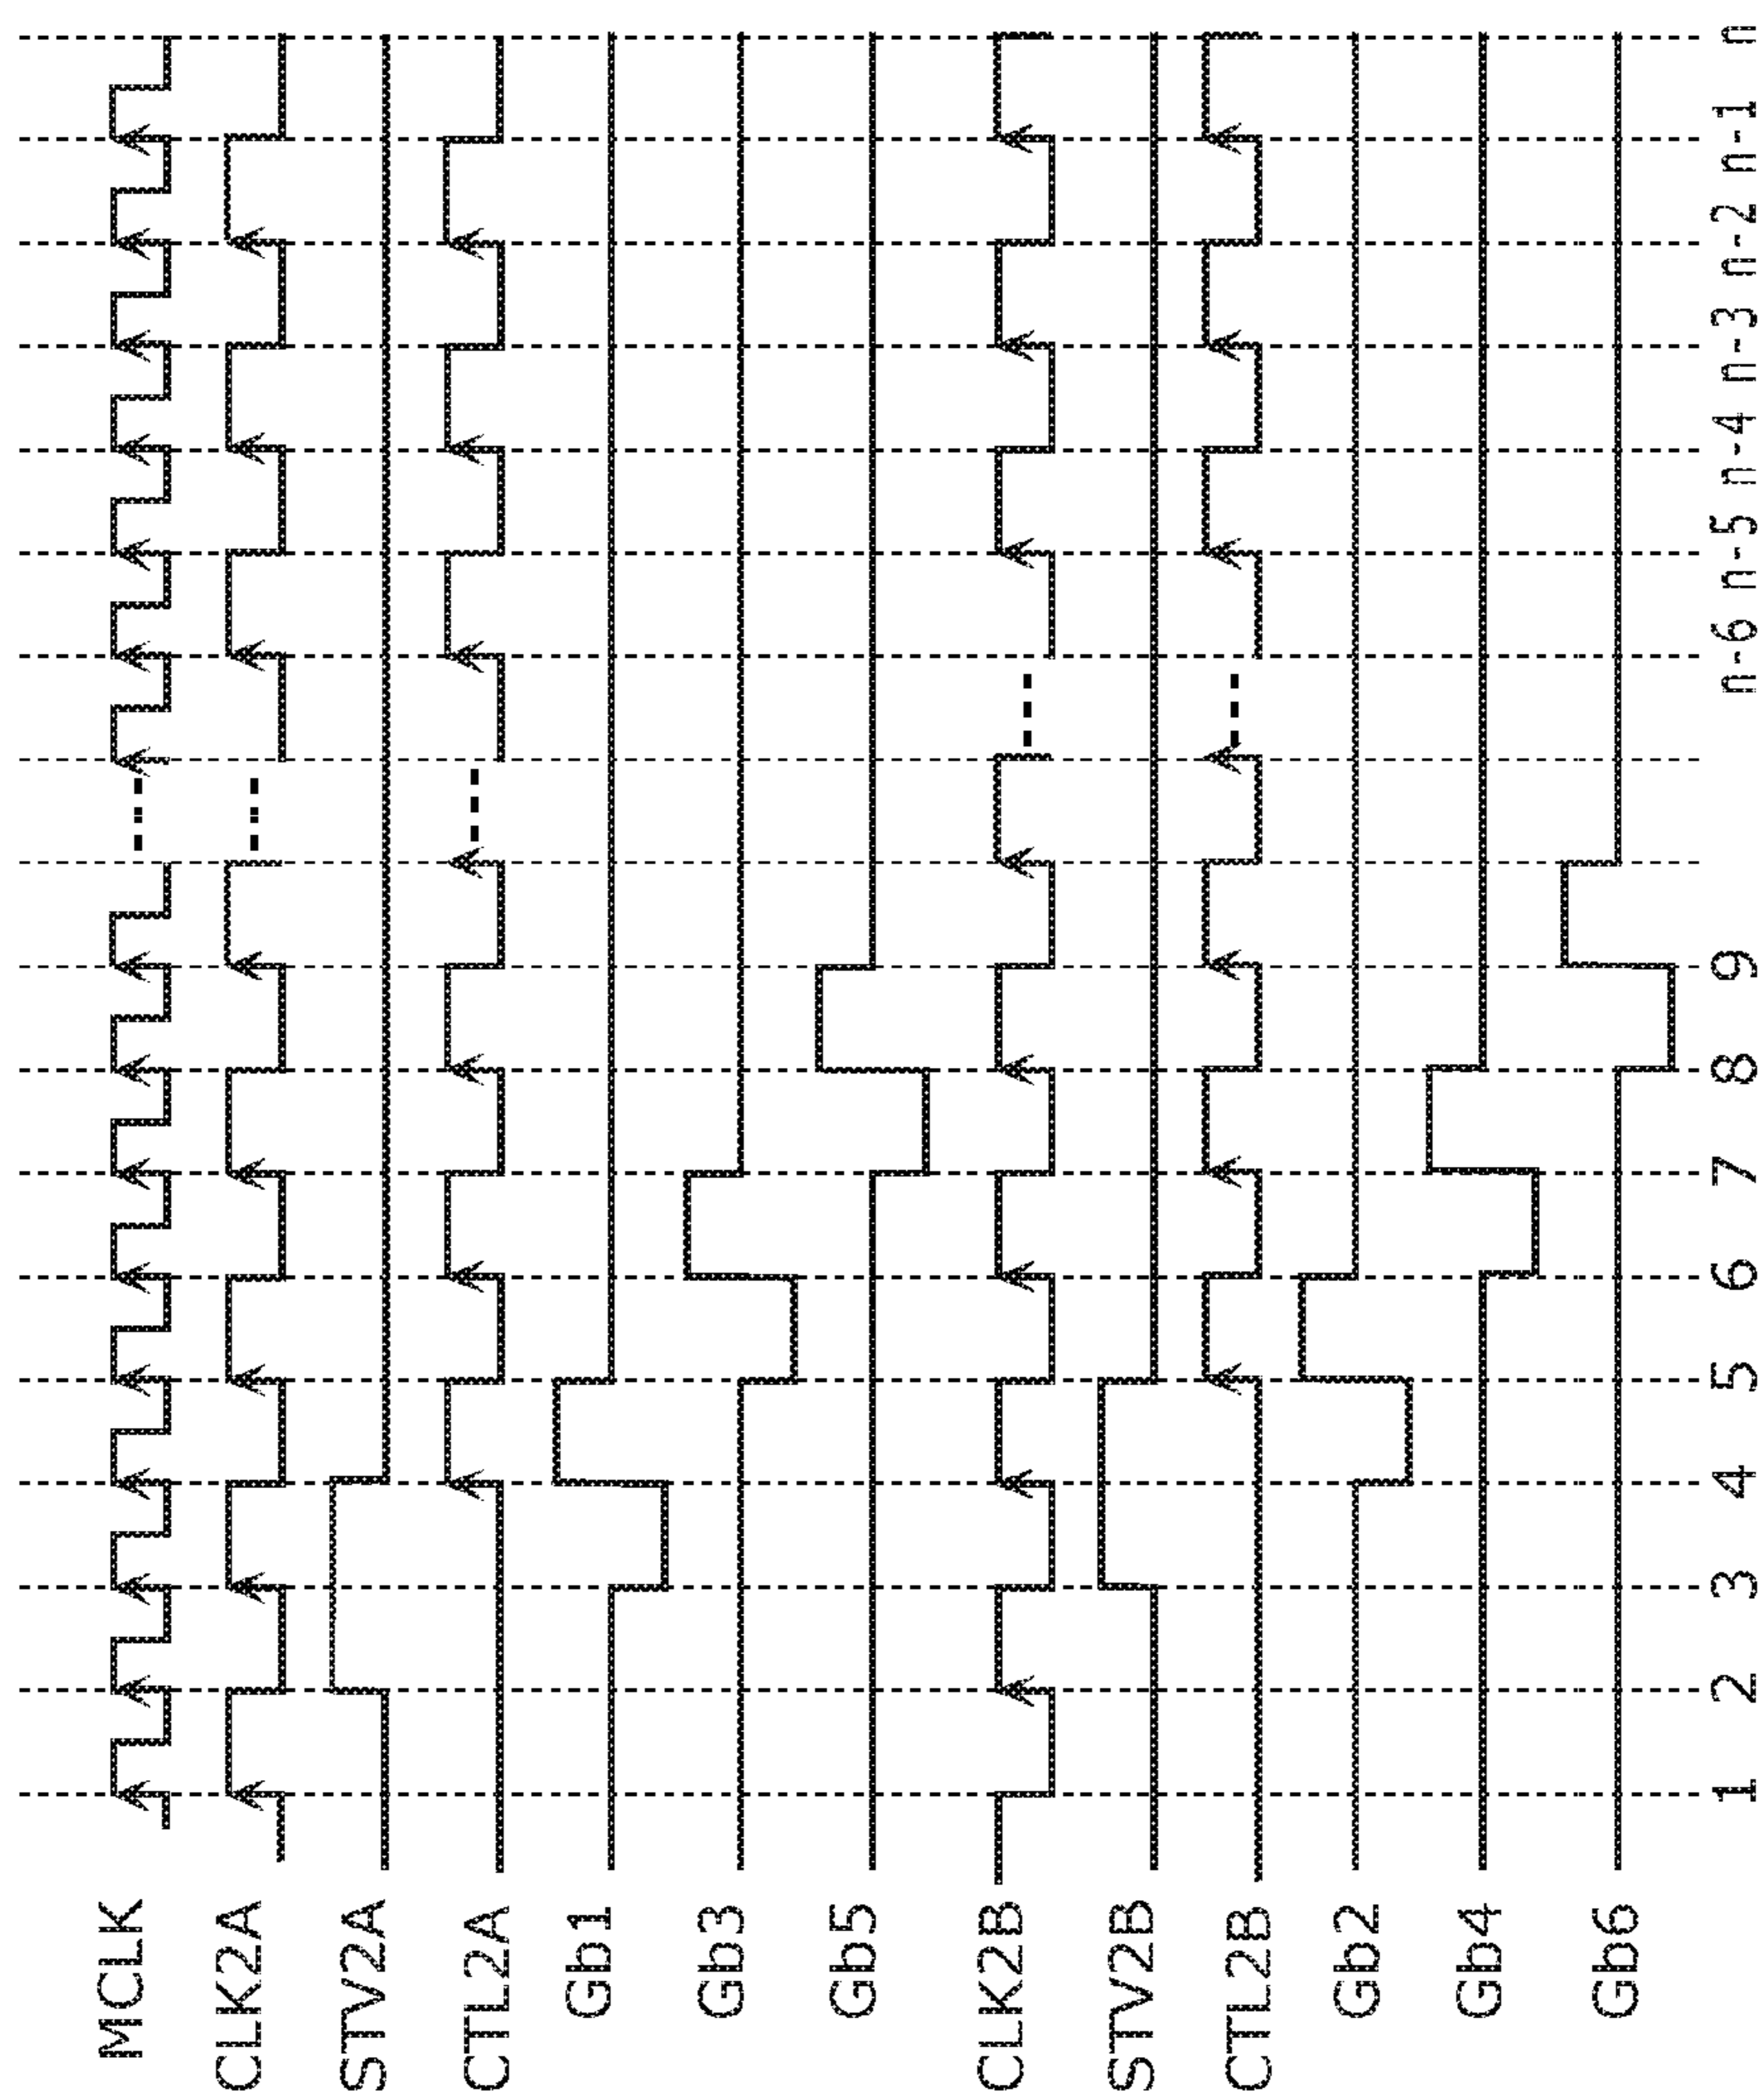 MCLK
CLK2A
STV2A
CTL2A
Gb1
Gb3
Gb5
CLK2B
STV2B
CTL2B
Gb2
Gb4
Gb6
1 2 3 4 5 6 7 8 9 n-6 n-5 n-4 n-3 n-2 n-1 n